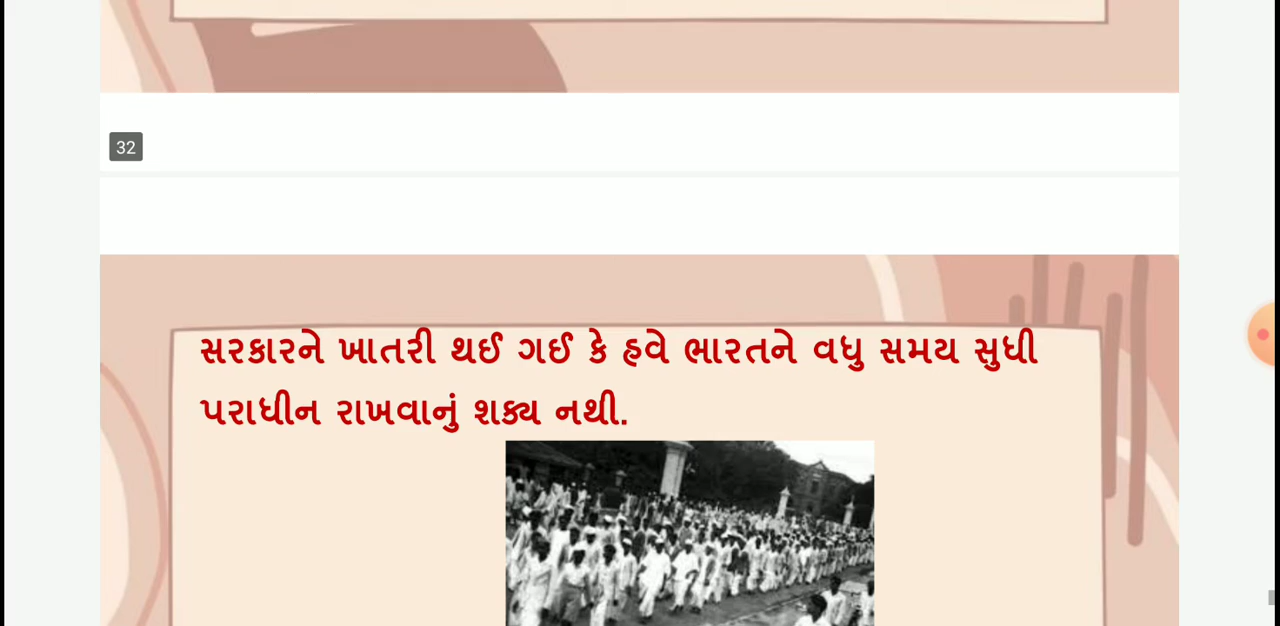 32
સરકારને ખાતરી થઈ ગઈ કે હવે ભારતને વધુ સમય સુધી
પરાધીન રાખવાનું શક્ય નથી.